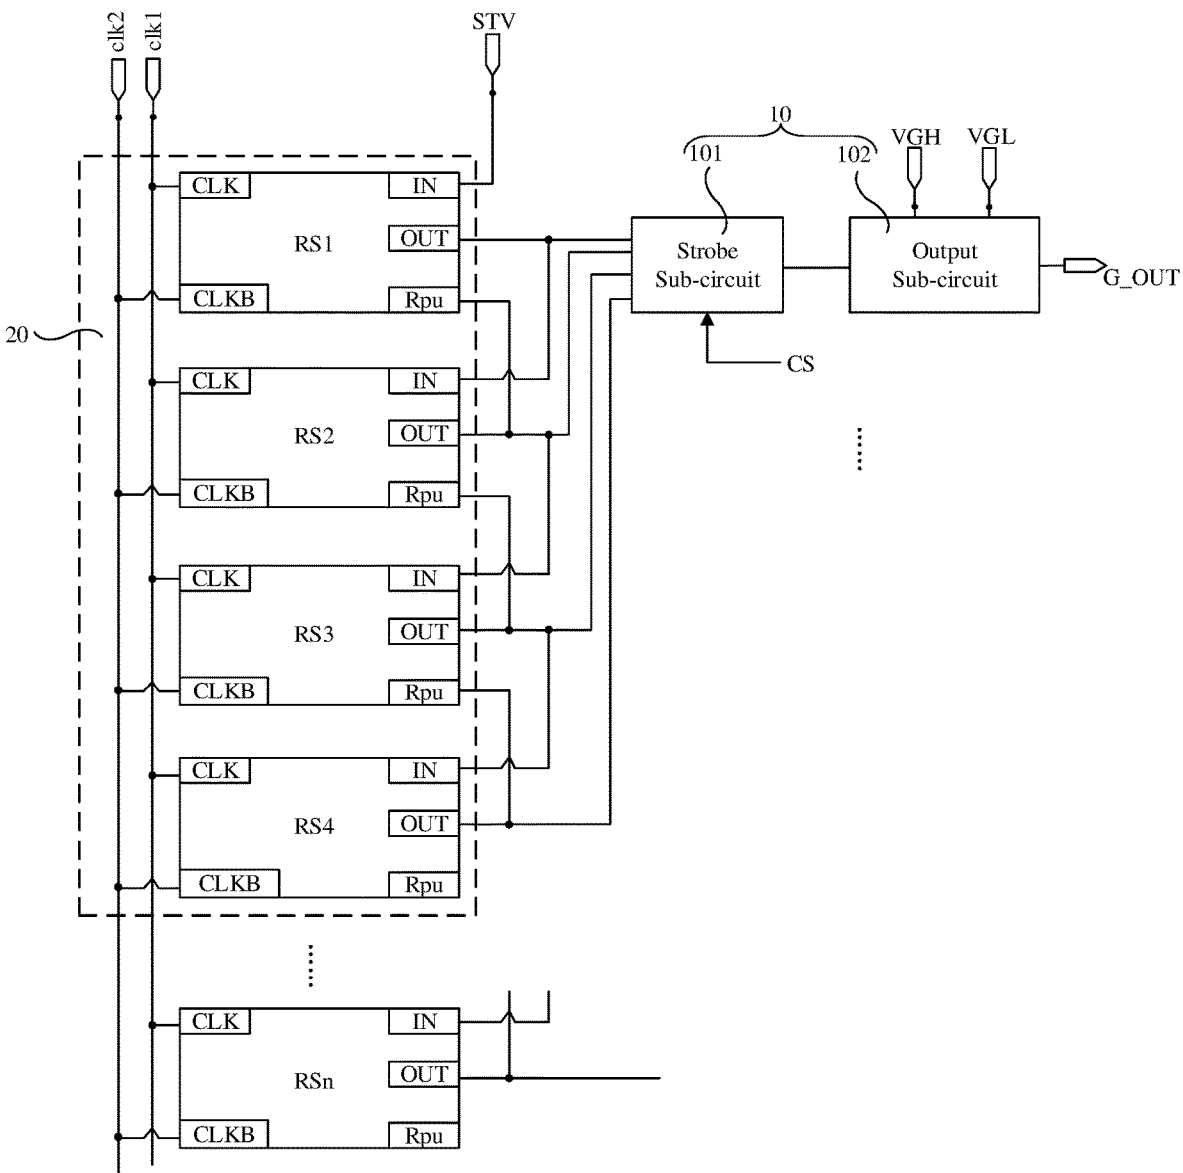 clk2
clk1
STV
10
101
102
VGH
VGL
CLK
IN
RS1
OUT
CLKB
Rpu
Strobe
Sub-circuit
Output
Sub-circuit
G_OUT
CS
20
CLK
IN
RS2
OUT
CLKB
Rpu
CLK
IN
RS3
OUT
CLKB
Rpu
CLK
IN
RS4
OUT
CLKB
Rpu
CLK
IN
RSn
OUT
CLKB
Rpu